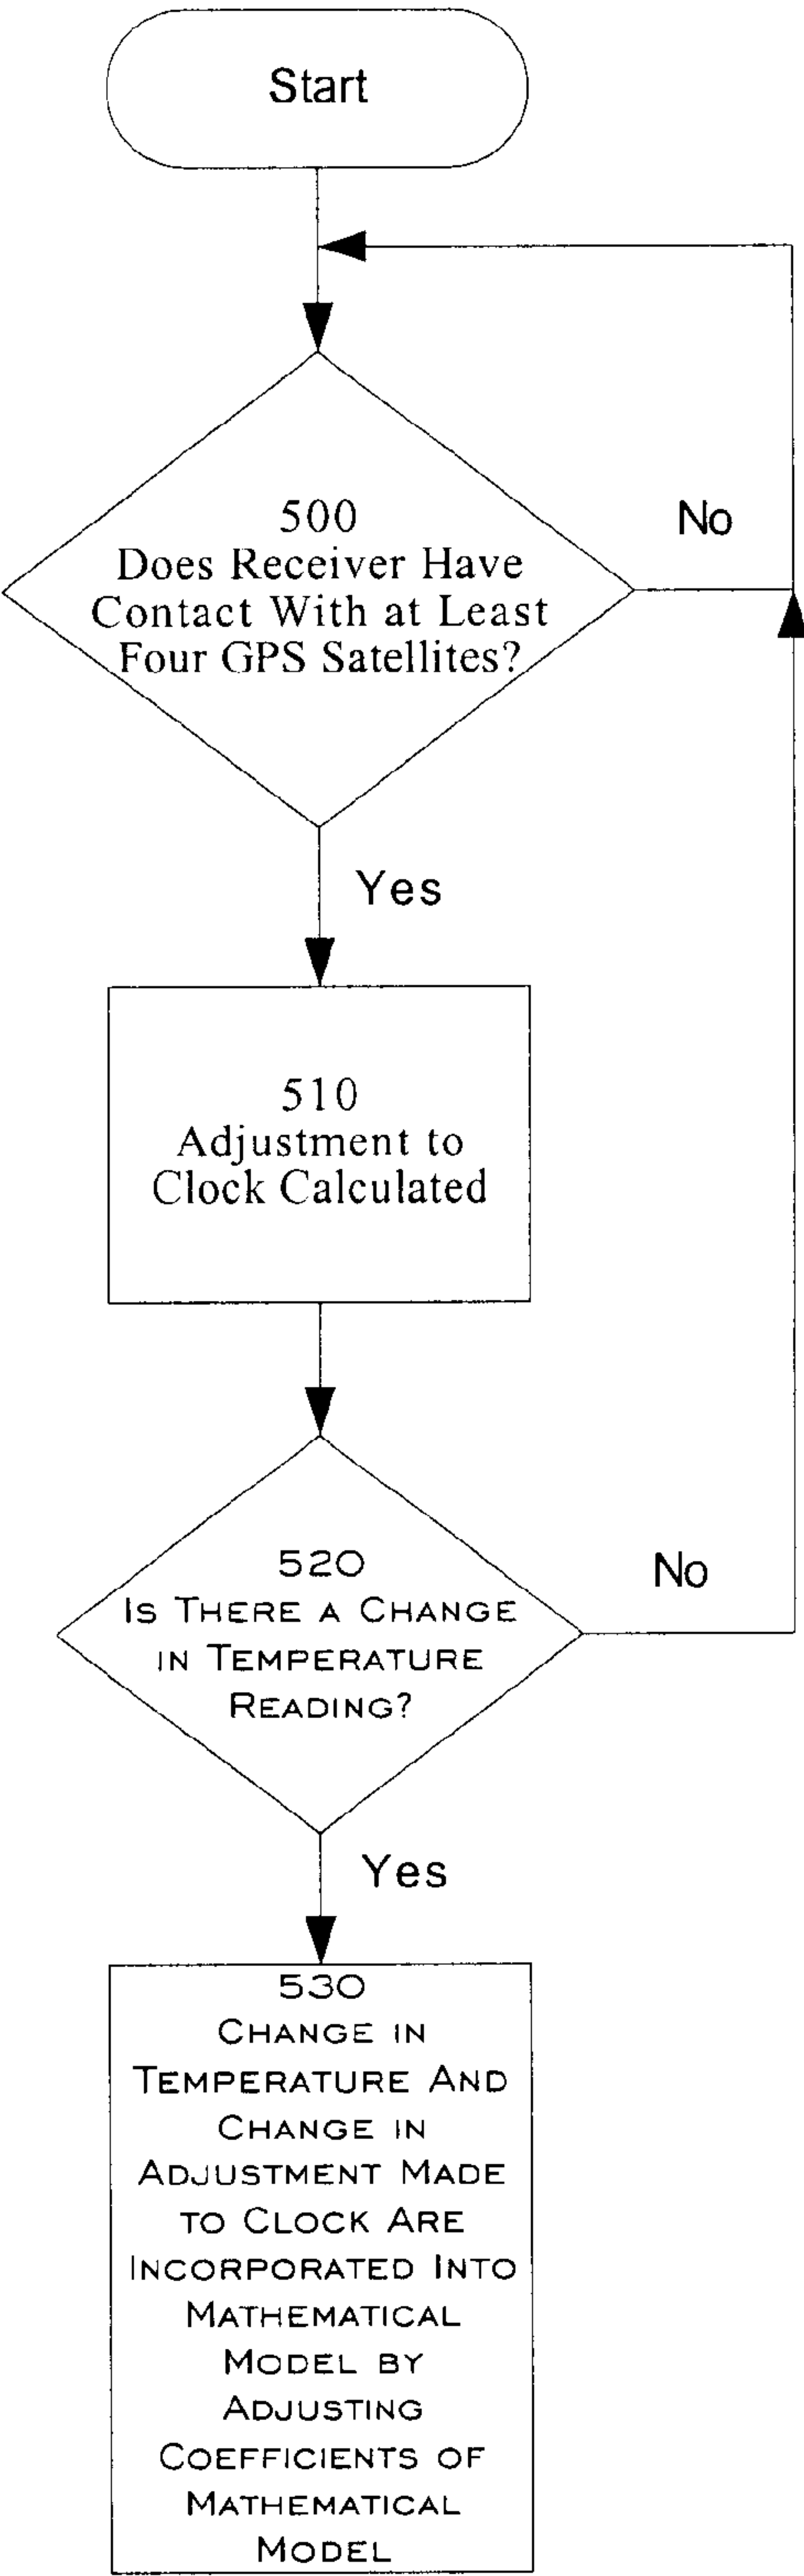 Start
500
Does Receiver Have
Contact With at Least
Four GPS Satellites?
No
Yes
510
Adjustment to
Clock Calculated
520
IS THERE A CHANGE
IN TEMPERATURE
READING?
No
Yes
530
CHANGE IN
TEMPERATURE AND
CHANGE IN
ADJUSTMENT MADE
TO CLOCK ARE
INCORPORATED INTO
MATHEMATICAL
MODEL BY
ADJUSTING
COEFFICIENTS OF
MATHEMATICAL
MODEL